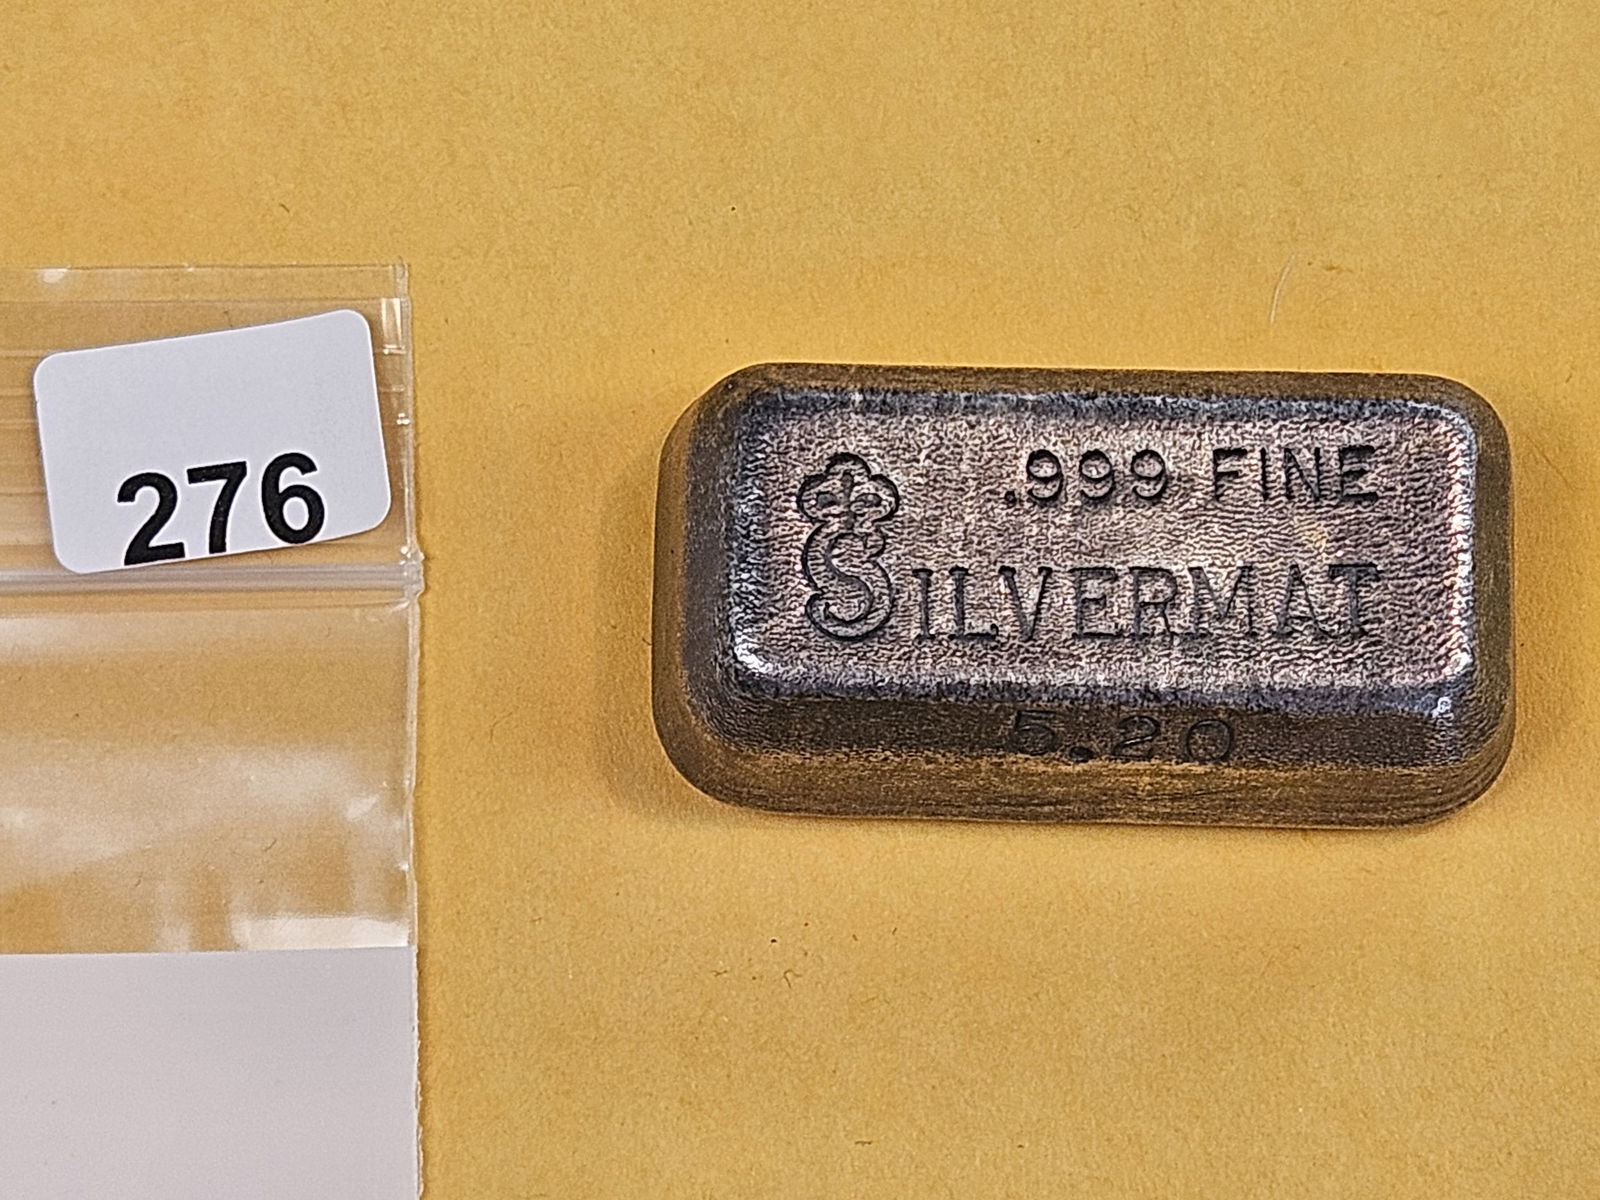 276
.999 FINE
SILVERMAT
5.20